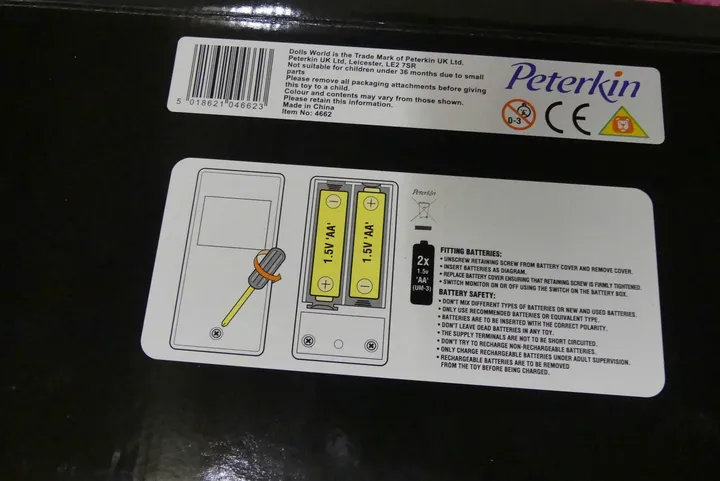 Dolls World is the Trade Mark of Peterkin UK Ltd.
Peterkin UK Ltd, Leicester, LE2 7SR
Not suitable for children under 36 months due to small
parts
Please remove all packaging attachments before giving
this toy to a child.
Colour and contents may vary from those shown.
Please retain this information.
Made in China
Item No: 4662
5 018621 046623
Peterkin
0-3
CE
1.5V 'AA'
1.5V 'AA'
Peterkin
2x
1.5v
'AA'
(UM-3)
FITTING BATTERIES:
• UNSCREW RETAINING SCREW FROM BATTERY COVER AND REMOVE COVER.
• INSERT BATTERIES AS DIAGRAM.
• REPLACE BATTERY COVER ENSURING THAT RETAINING SCREW IS FIRMLY TIGHTENED.
• SWITCH MONITOR ON OR OFF USING THE SWITCH ON THE BATTERY BOX.
BATTERY SAFETY:
• DON'T MIX DIFFERENT TYPES OF BATTERIES OR NEW AND USED BATTERIES.
• ONLY USE RECOMMENDED BATTERIES OR EQUIVALENT TYPE.
• BATTERIES ARE TO BE INSERTED WITH THE CORRECT POLARITY.
• DON'T LEAVE DEAD BATTERIES IN ANY TOY.
• THE SUPPLY TERMINALS ARE NOT TO BE SHORT CIRCUITED.
• DON'T TRY TO RECHARGE NON-RECHARGEABLE BATTERIES.
• ONLY CHARGE RECHARGEABLE BATTERIES UNDER ADULT SUPERVISION.
• RECHARGEABLE BATTERIES ARE TO BE REMOVED
FROM THE TOY BEFORE BEING CHARGED.